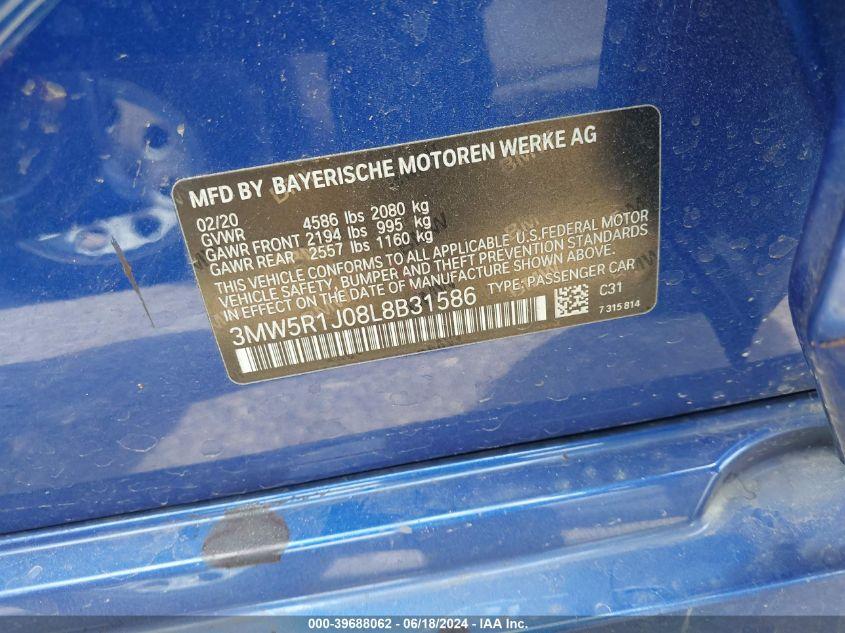 MFD BY BAYERISCHE MOTOREN WERKE AG
02/20
GVWR 4586 lbs 2080 kg
GAWR FRONT 2194 lbs 995 kg
GAWR REAR 2557 lbs 1160 kg
THIS VEHICLE CONFORMS TO ALL APPLICABLE U.S.FEDERAL MOTOR
VEHICLE SAFETY, BUMPER AND THEFT PREVENTION STANDARDS
IN EFFECT ON THE DATE OF MANUFACTURE SHOWN ABOVE.
3MW5R1J08L8B31586 TYPE: PASSENGER CAR
C31
7 315 814
000-39688062 - 06/18/2024 - IAA Inc.